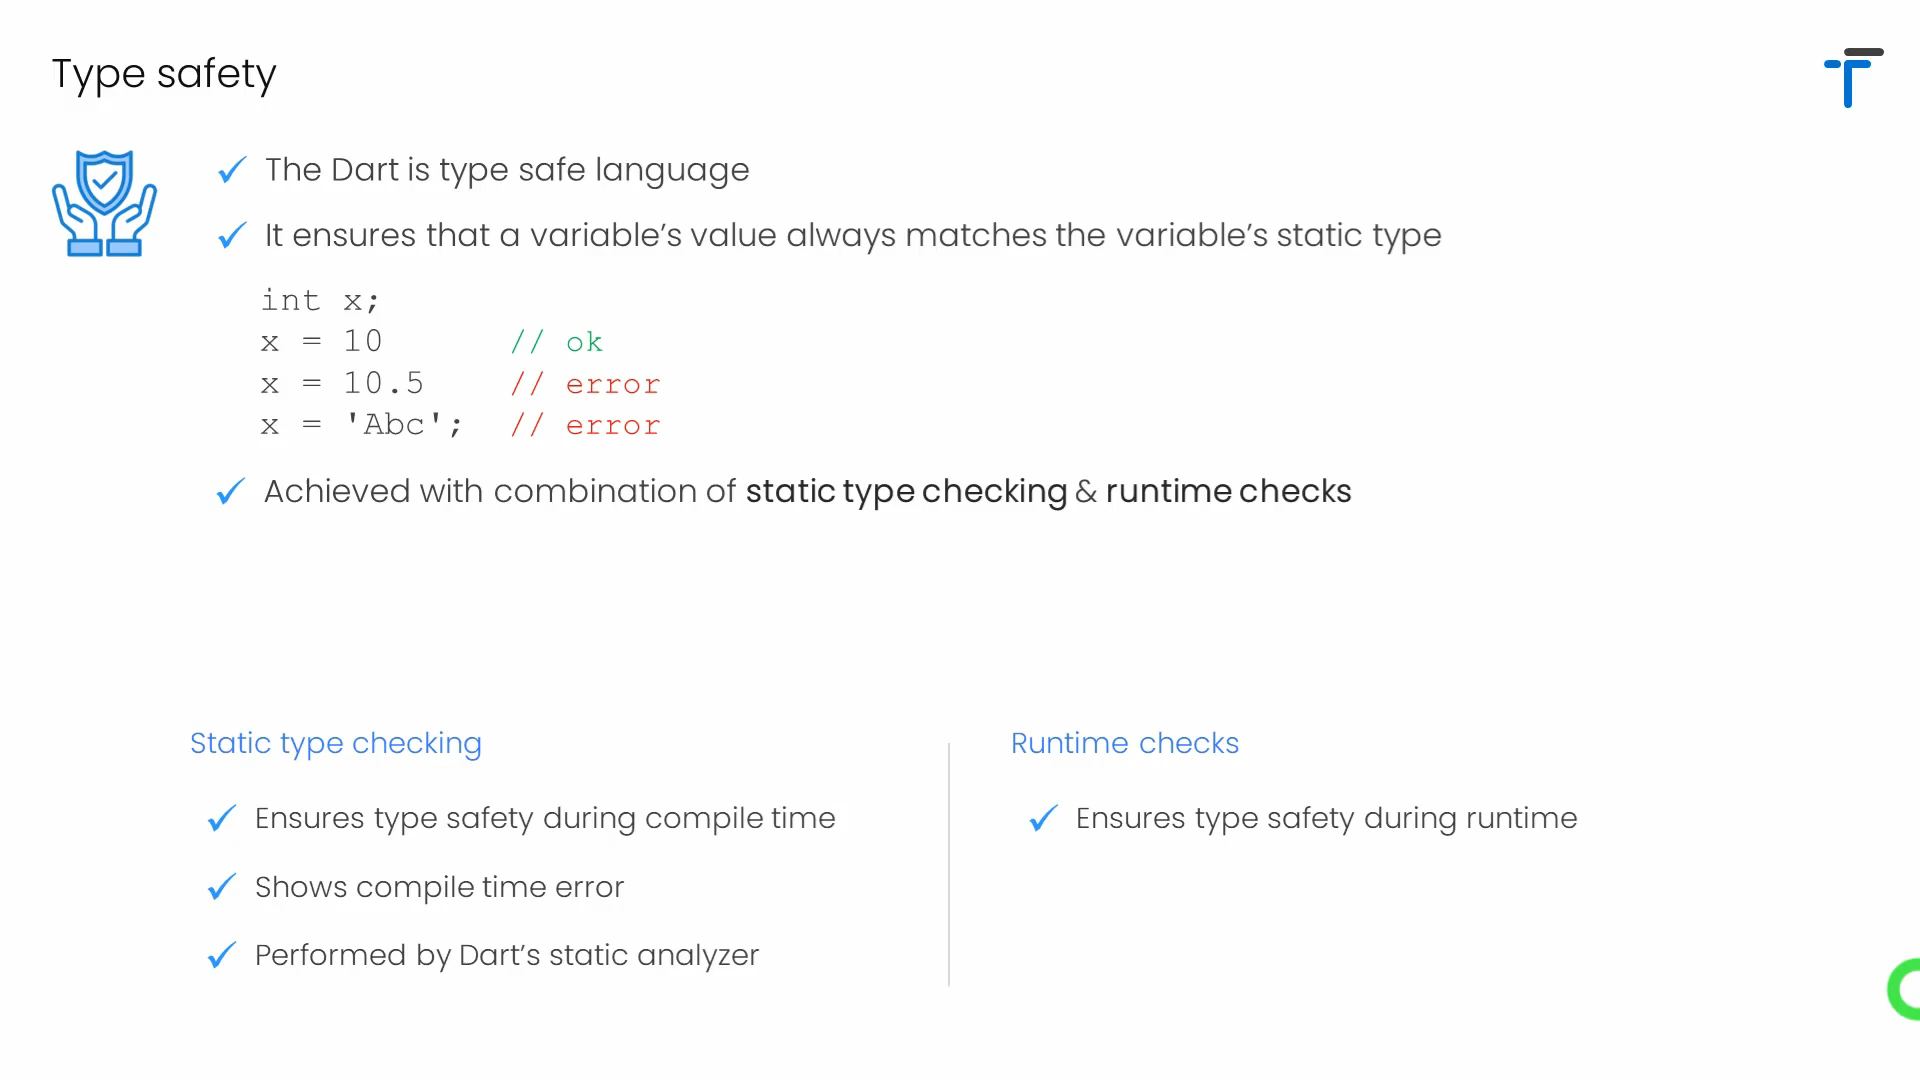 Type safety
The Dart is type safe language
It ensures that a variable’s value always matches the variable’s static type
int x;
x = 10 // ok
x = 10.5 // error
x = 'Abc'; // error
Achieved with combination of static type checking & runtime checks
Static type checking
Ensures type safety during compile time
Shows compile time error
Performed by Dart’s static analyzer
Runtime checks
Ensures type safety during runtime